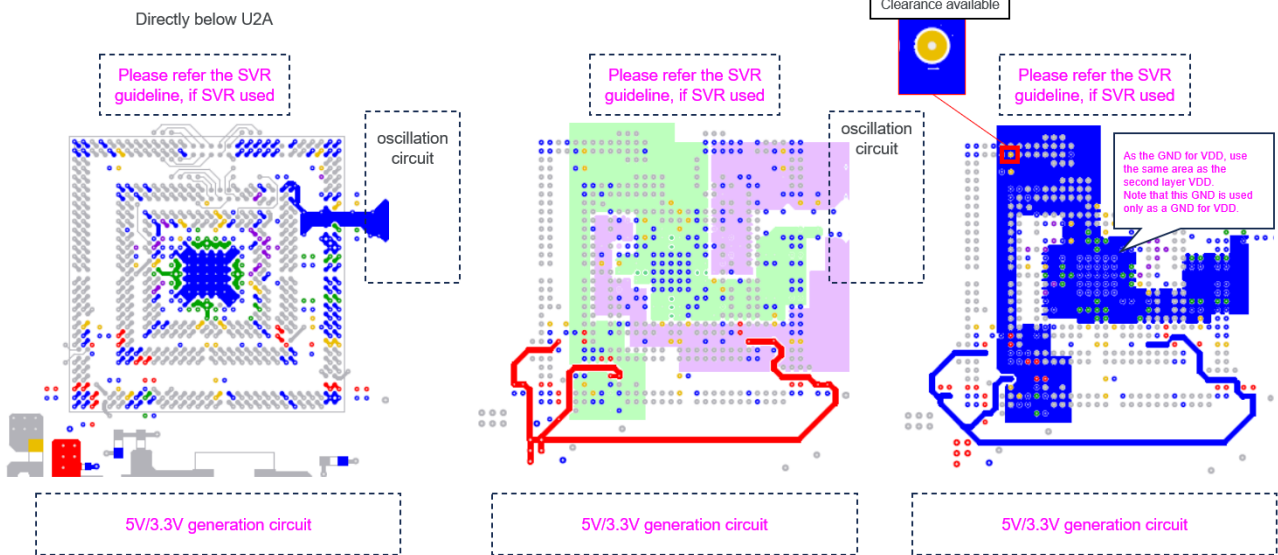 Directly below U2A
Clearance available
Please refer the SVR
guideline, if SVR used
Please refer the SVR
guideline, if SVR used
Please refer the SVR
guideline, if SVR used
oscillation
circuit
oscillation
circuit
As the GND for VDD, use
the same area as the
second layer VDD.
Note that this GND is used
only as a GND for VDD.
5V/3.3V generation circuit
5V/3.3V generation circuit
5V/3.3V generation circuit